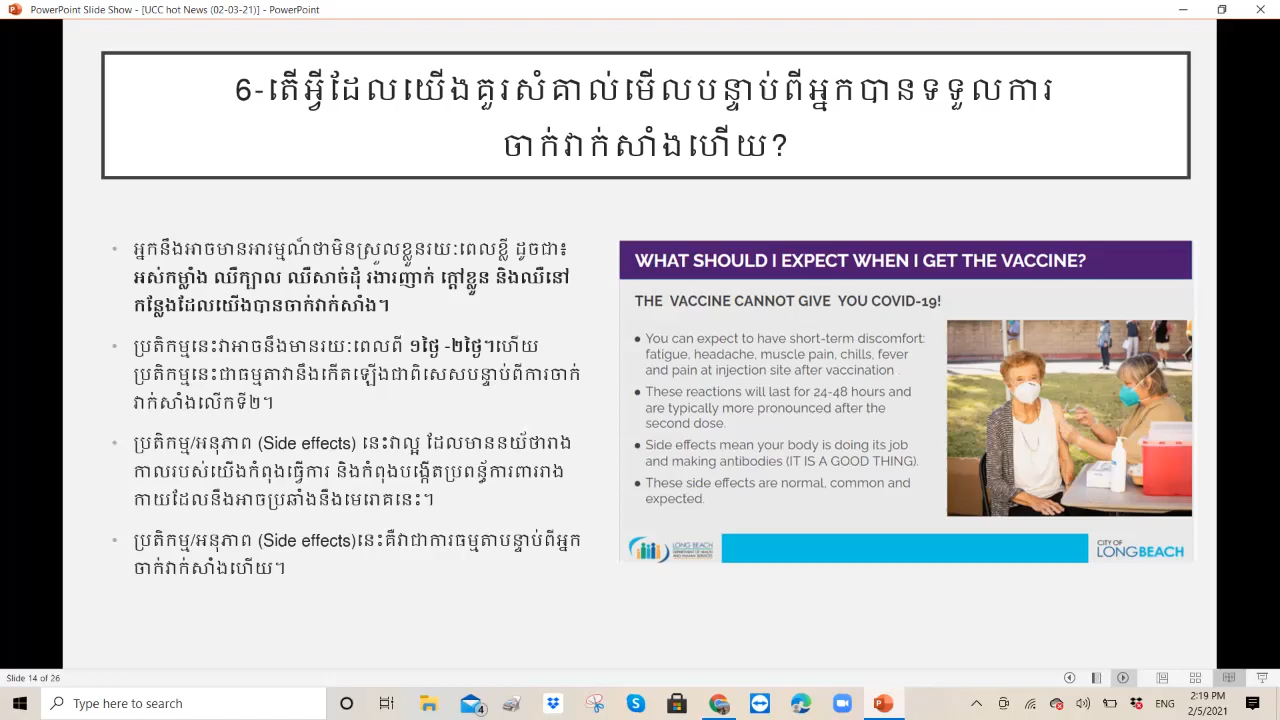 PowerPoint Slide Show - [UCC hot News (02-03-21)] - PowerPoint
6-តើអ្វីដែលយើងគួរសំគាល់មើលបន្ទាប់ពីអ្នកបានទទួលការ
ចាក់វាក់សាំងហើយ?
អ្នកនឹងអាចមានអារម្មណ៍ថាមិនស្រួលខ្លួនរយៈពេលខ្លី ដូចជា៖
អស់កម្លាំង ឈឺក្បាល ឈឺសាច់ដុំ រងារញាក់ ក្តៅខ្លួន និងឈឺនៅ
កន្លែងដែលយើងបានចាក់វាក់សាំង។
ប្រតិកម្មនេះវាអាចនឹងមានរយៈពេលពី ១ថ្ងៃ -២ថ្ងៃ។ហើយ
ប្រតិកម្មនេះជាធម្មតាវានឹងកើតឡើងជាពិសេសបន្ទាប់ពីការចាក់
វាក់សាំងលើកទី២។
ប្រតិកម្ម/អនុភាព (Side effects) នេះវាល្អ ដែលមានន័យថារាង
កាលរបស់យើងកំពុងធ្វើការ និងកំពុងបង្កើតប្រពន្ធ័ការពាររាង
កាយដែលនឹងអាចប្រឆាំងនឹងមេរោគនេះ។
ប្រតិកម្ម/អនុភាព (Side effects)នេះគឺវាជាការធម្មតាបន្ទាប់ពីអ្នក
ចាក់វាក់សាំងហើយ។
WHAT SHOULD I EXPECT WHEN I GET THE VACCINE?
THE VACCINE CANNOT GIVE YOU COVID-19!
You can expect to have short-term discomfort:
fatigue, headache, muscle pain, chills, fever
and pain at injection site after vaccination .
These reactions will last for 24-48 hours and
are typically more pronounced after the
second dose.
Side effects mean your body is doing its job
and making antibodies (IT IS A GOOD THING).
These side effects are normal, common and
expected.
LONG BEACH
DEPARTMENT OF HEALTH
AND HUMAN SERVICES
CITY OF
LONGBEACH
Slide 14 of 26
Type here to search
4
ENG
2:19 PM
2/5/2021